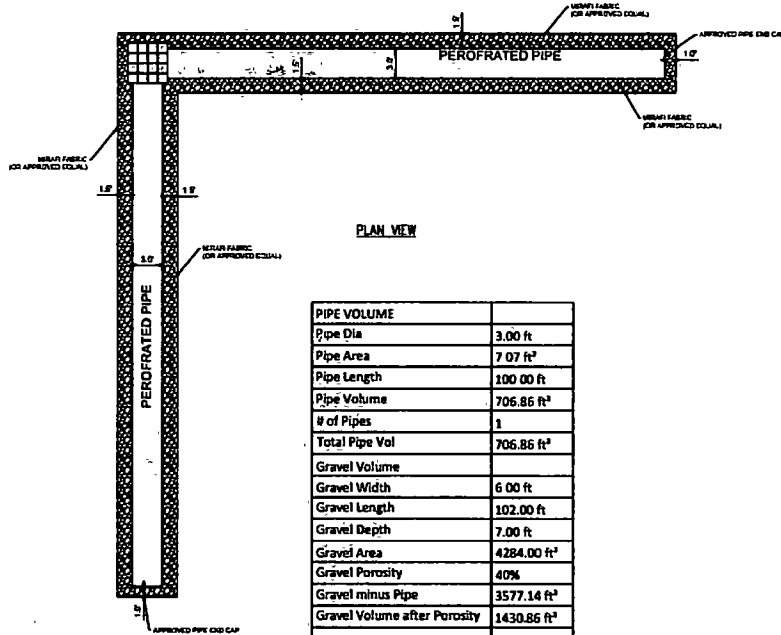 1.5'
MIRAFI FABRIC
(OR APPROVED EQUAL)
APPROVED PIPE END CAP
PEROFRATED PIPE
1.5'
3.0'
1.0'
MIRAFI FABRIC
(OR APPROVED EQUAL)
MIRAFI FABRIC
(OR APPROVED EQUAL)
1.5'
1.5'
PLAN VIEW
MIRAFI FABRIC
(OR APPROVED EQUAL)
3.0'
PEROFRATED PIPE
1.0'
APPROVED PIPE END CAP
PIPE VOLUME
Pipe Dia 3.00 ft
Pipe Area 7.07 ft²
Pipe Length 100.00 ft
Pipe Volume 706.86 ft³
# of Pipes 1
Total Pipe Vol 706.86 ft³
Gravel Volume
Gravel Width 6.00 ft
Gravel Length 102.00 ft
Gravel Depth 7.00 ft
Gravel Area 4284.00 ft³
Gravel Porosity 40%
Gravel minus Pipe 3577.14 ft³
Gravel Volume after Porosity 1430.86 ft³